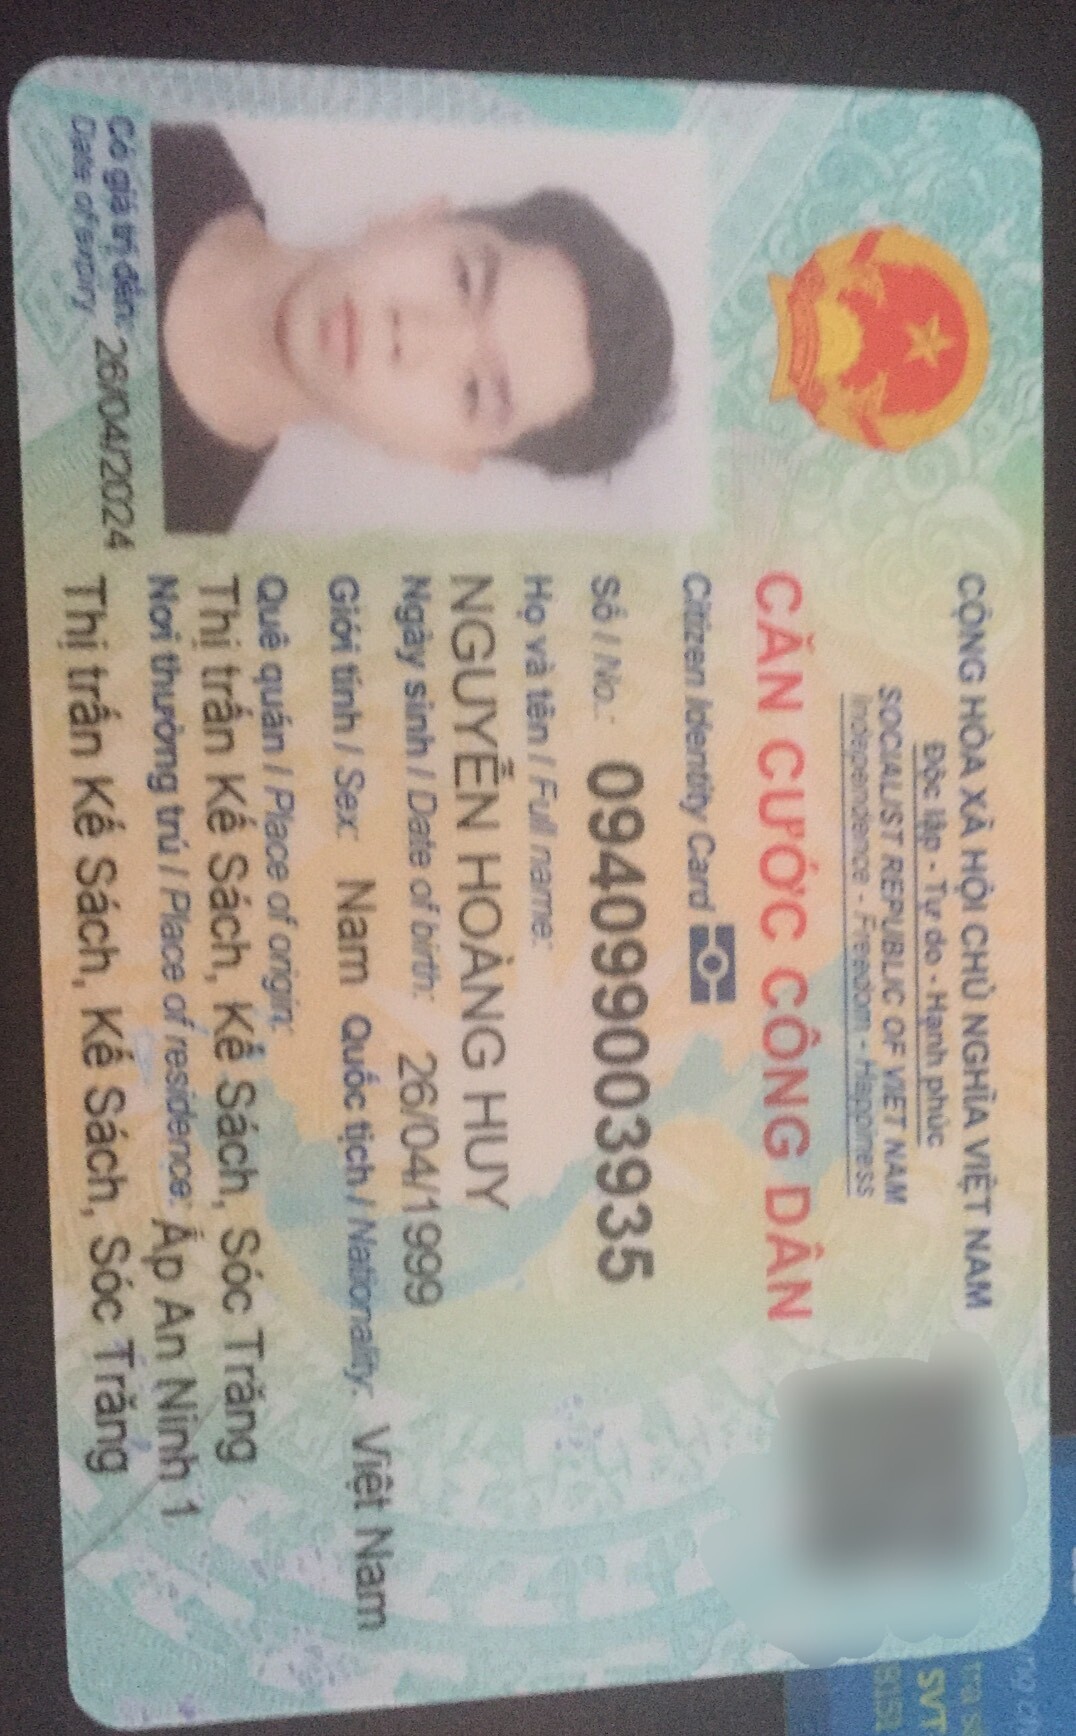 CỘNG HÒA XÃ HỘI CHỦ NGHĨA VIỆT NAM
Độc lập - Tự do - Hạnh phúc
SOCIALIST REPUBLIC OF VIET NAM
Independence - Freedom - Happiness
CĂN CƯỚC CÔNG DÂN
Citizen Identity Card
Số / No.: 094099003935
Họ và tên / Full name:
NGUYỄN HOÀNG HUY
Ngày sinh / Date of birth: 26/04/1999
Giới tính / Sex: Nam Quốc tịch / Nationality: Việt Nam
Quê quán / Place of origin:
Thị trấn Kế Sách, Kế Sách, Sóc Trăng
Nơi thường trú / Place of residence: Ấp An Ninh 1
Thị trấn Kế Sách, Kế Sách, Sóc Trăng
Có giá trị đến: 26/04/2024
Date of expiry
SVT